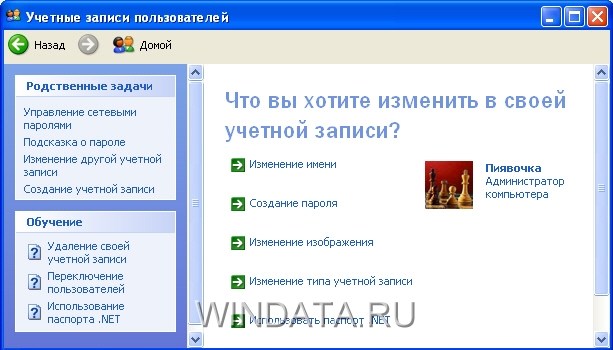 Учетные записи пользователей
Назад
Домой
Родственные задачи
Управление сетевыми
паролями
Подсказка о пароле
Изменение другой учетной
записи
Создание учетной записи
Обучение
Удаление своей
учетной записи
Переключение
пользователей
Использование
паспорта .NET
Что вы хотите изменить в своей
учетной записи?
Изменение имени
Создание пароля
Изменение изображения
Изменение типа учетной записи
Использовать паспорт .NET
Пиявочка
Администратор
компьютера
WINDATA.RU